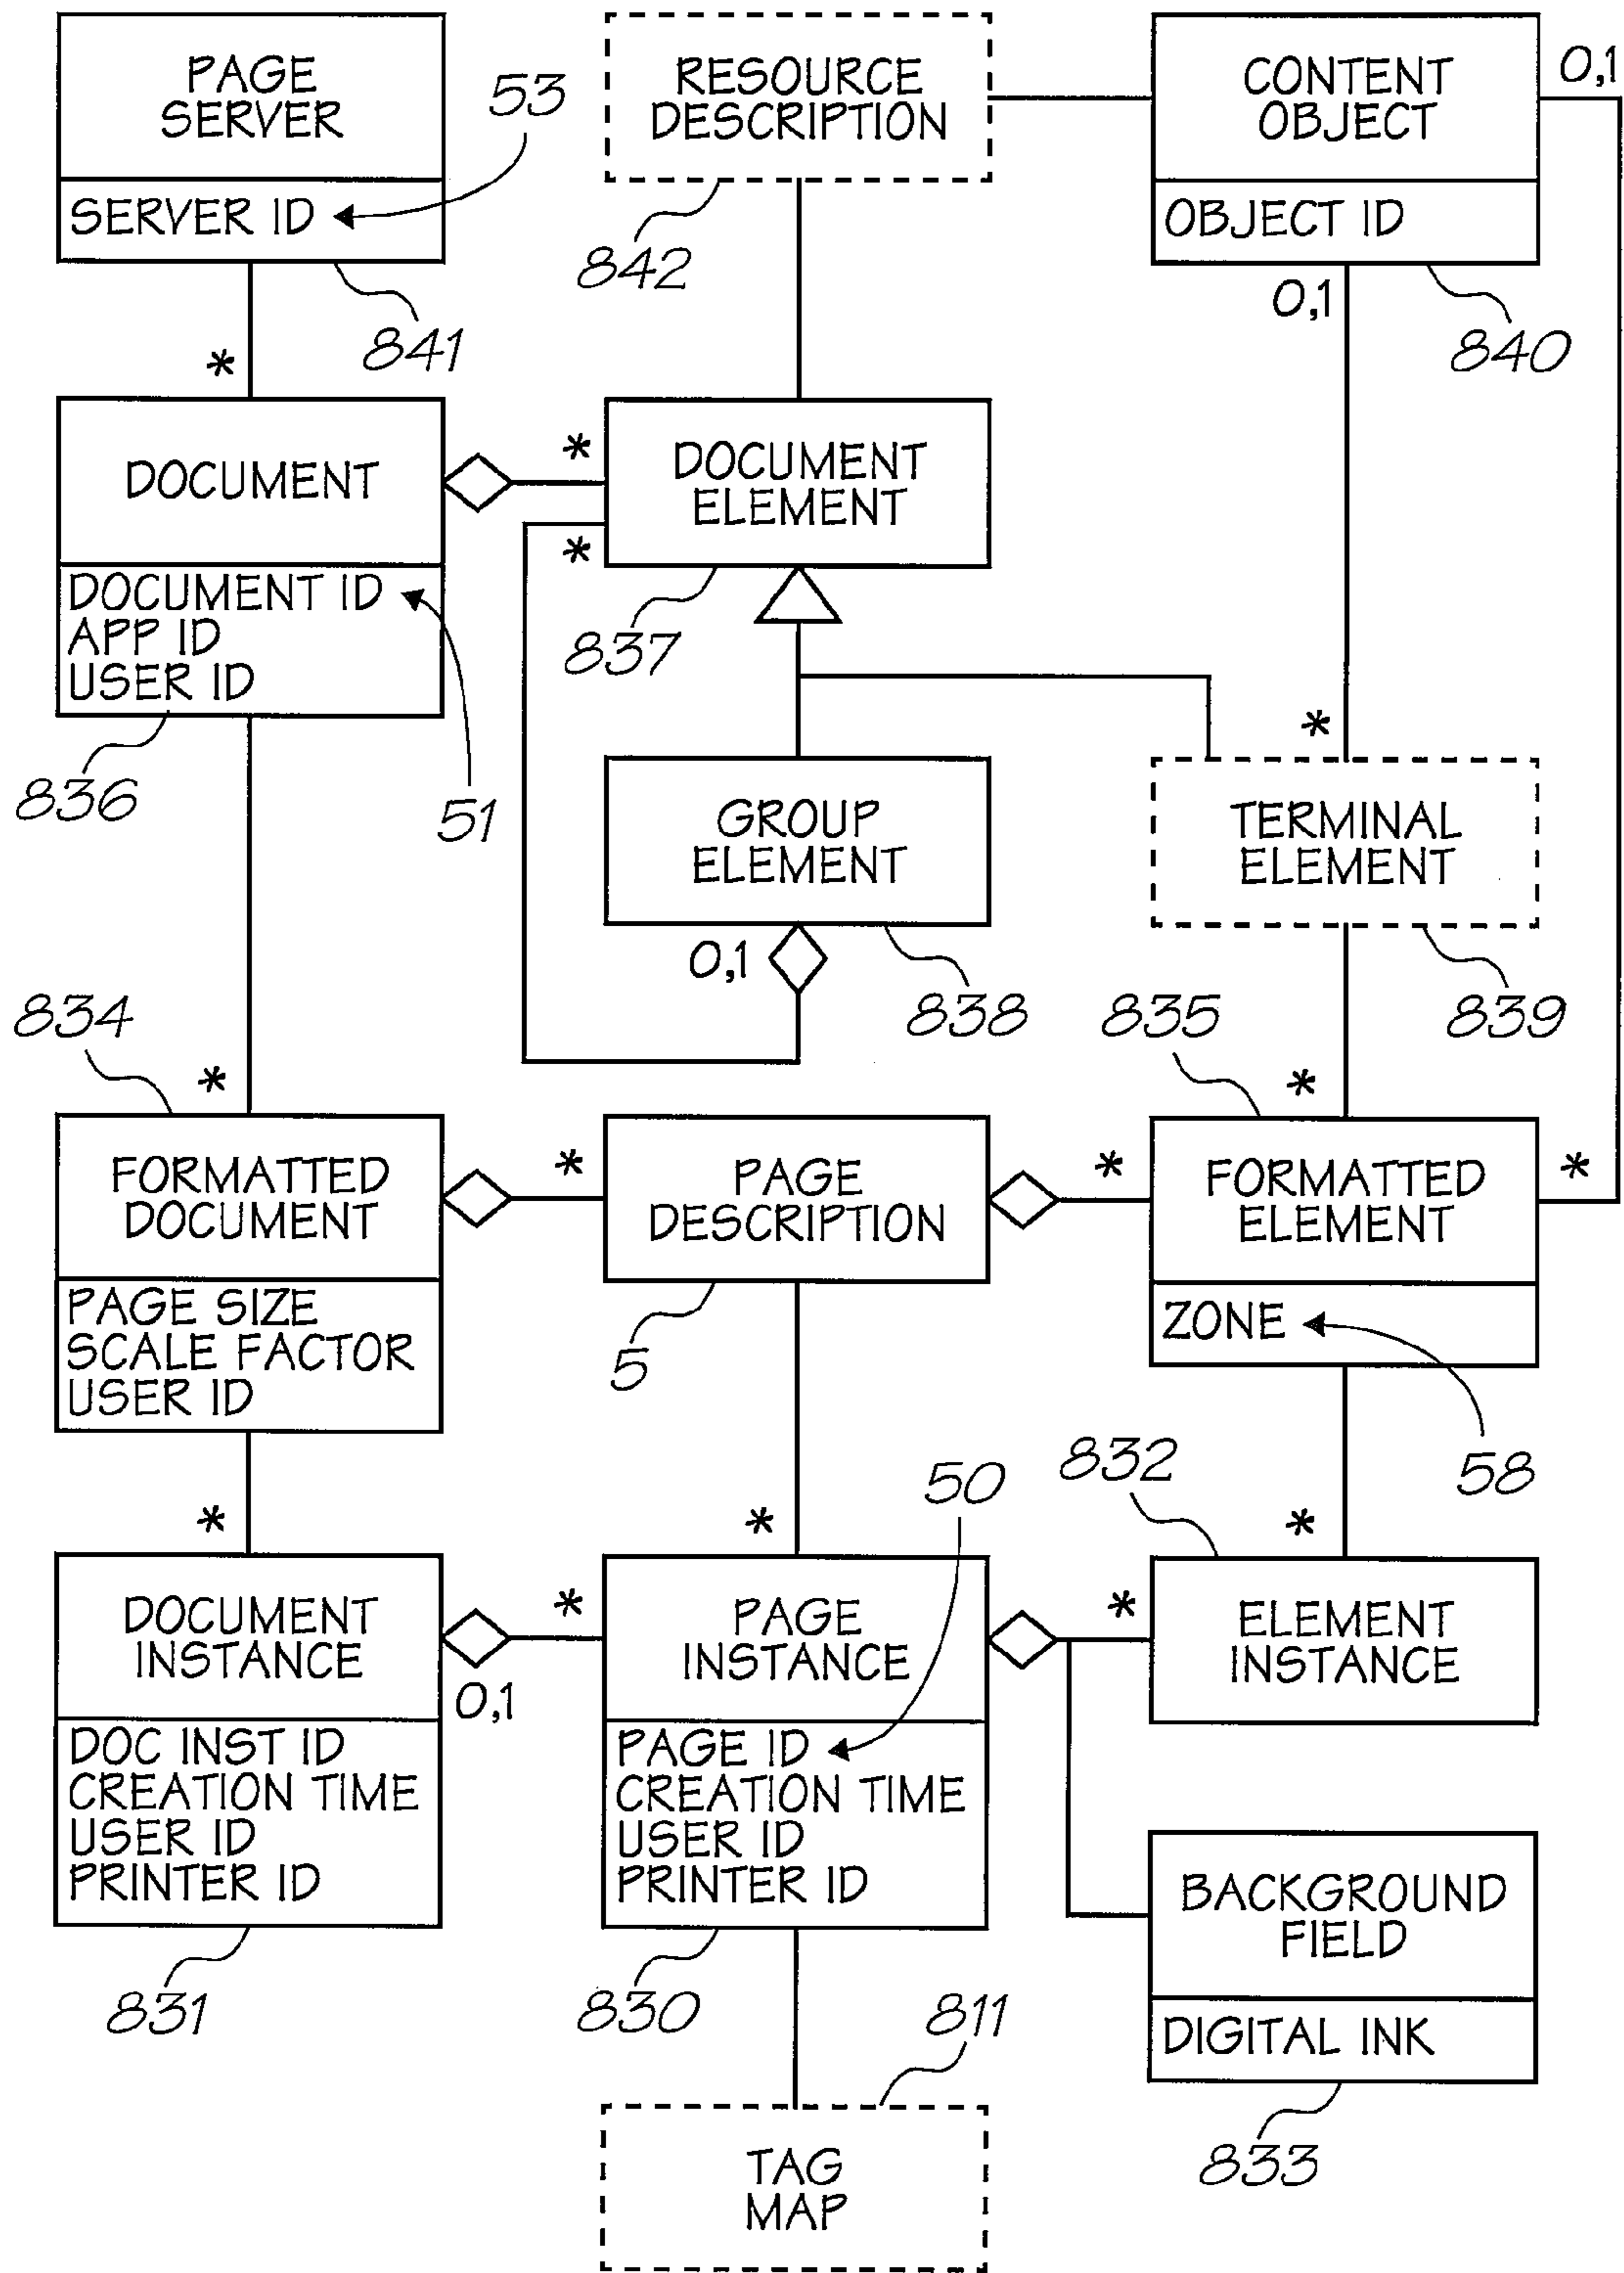 PAGE
SERVER
SERVER ID
53
841
*
RESOURCE
DESCRIPTION
842
CONTENT
OBJECT
OBJECT ID
0,1
0,1
840
DOCUMENT
DOCUMENT ID
APP ID
USER ID
836
51
*
*
DOCUMENT
ELEMENT
837
GROUP
ELEMENT
0,1
838
*
TERMINAL
ELEMENT
839
834
*
FORMATTED
DOCUMENT
PAGE SIZE
SCALE FACTOR
USER ID
*
PAGE
DESCRIPTION
5
835
*
*
FORMATTED
ELEMENT
*
ZONE
58
*
DOCUMENT
INSTANCE
0,1
DOC INST ID
CREATION TIME
USER ID
PRINTER ID
831
*
50
*
PAGE
INSTANCE
PAGE ID
CREATION TIME
USER ID
PRINTER ID
830
832
*
*
ELEMENT
INSTANCE
BACKGROUND
FIELD
DIGITAL INK
833
811
TAG
MAP